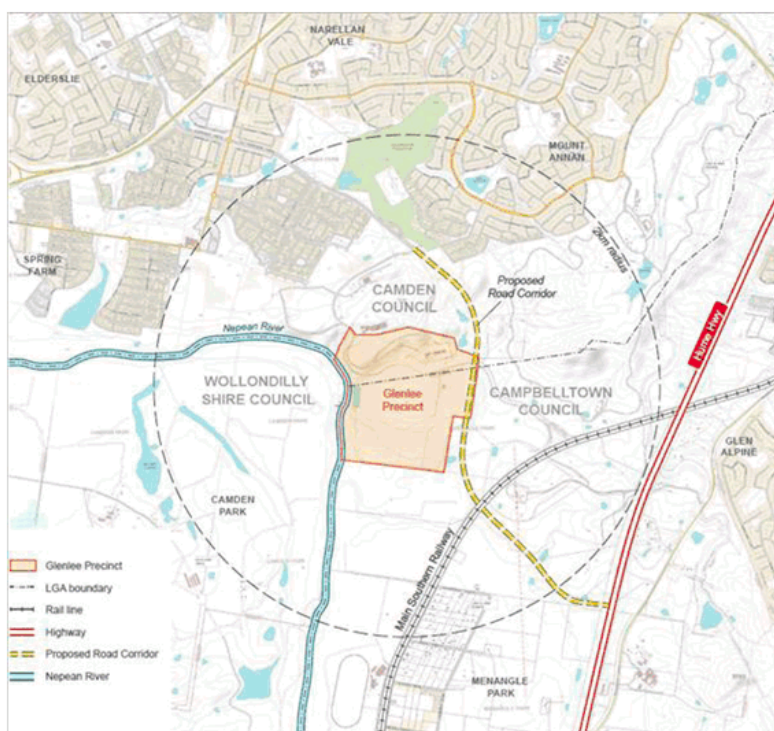 NARELLAN
VALE
ELDERSLIE
MOUNT
ANNAN
2km radius
SPRING
FARM
CAMDEN
COUNCIL
Proposed
Road Corridor
Hume Hwy
Nepean River
WOLLONDILLY
SHIRE COUNCIL
Glenlee
Precinct
CAMPBELLTOWN
COUNCIL
GLEN
ALPINE
CAMDEN
PARK
Main Southern Railway
MENANGLE
PARK
Glenlee Precinct
LGA boundary
Rail line
Highway
Proposed Road Corridor
Nepean River